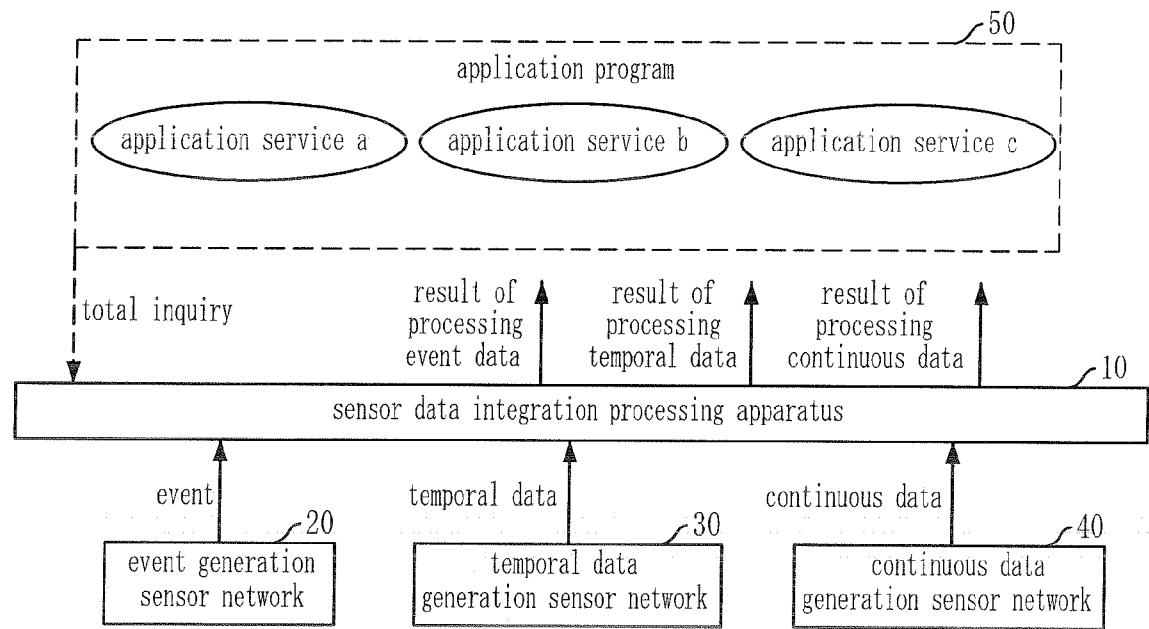 50
application program
application service a
application service b
application service c
total inquiry
result of
processing
event data
result of
processing
temporal data
result of
processing
continuous data
10
sensor data integration processing apparatus
event
temporal data
continuous data
20
event generation
sensor network
30
temporal data
generation sensor network
40
continuous data
generation sensor network